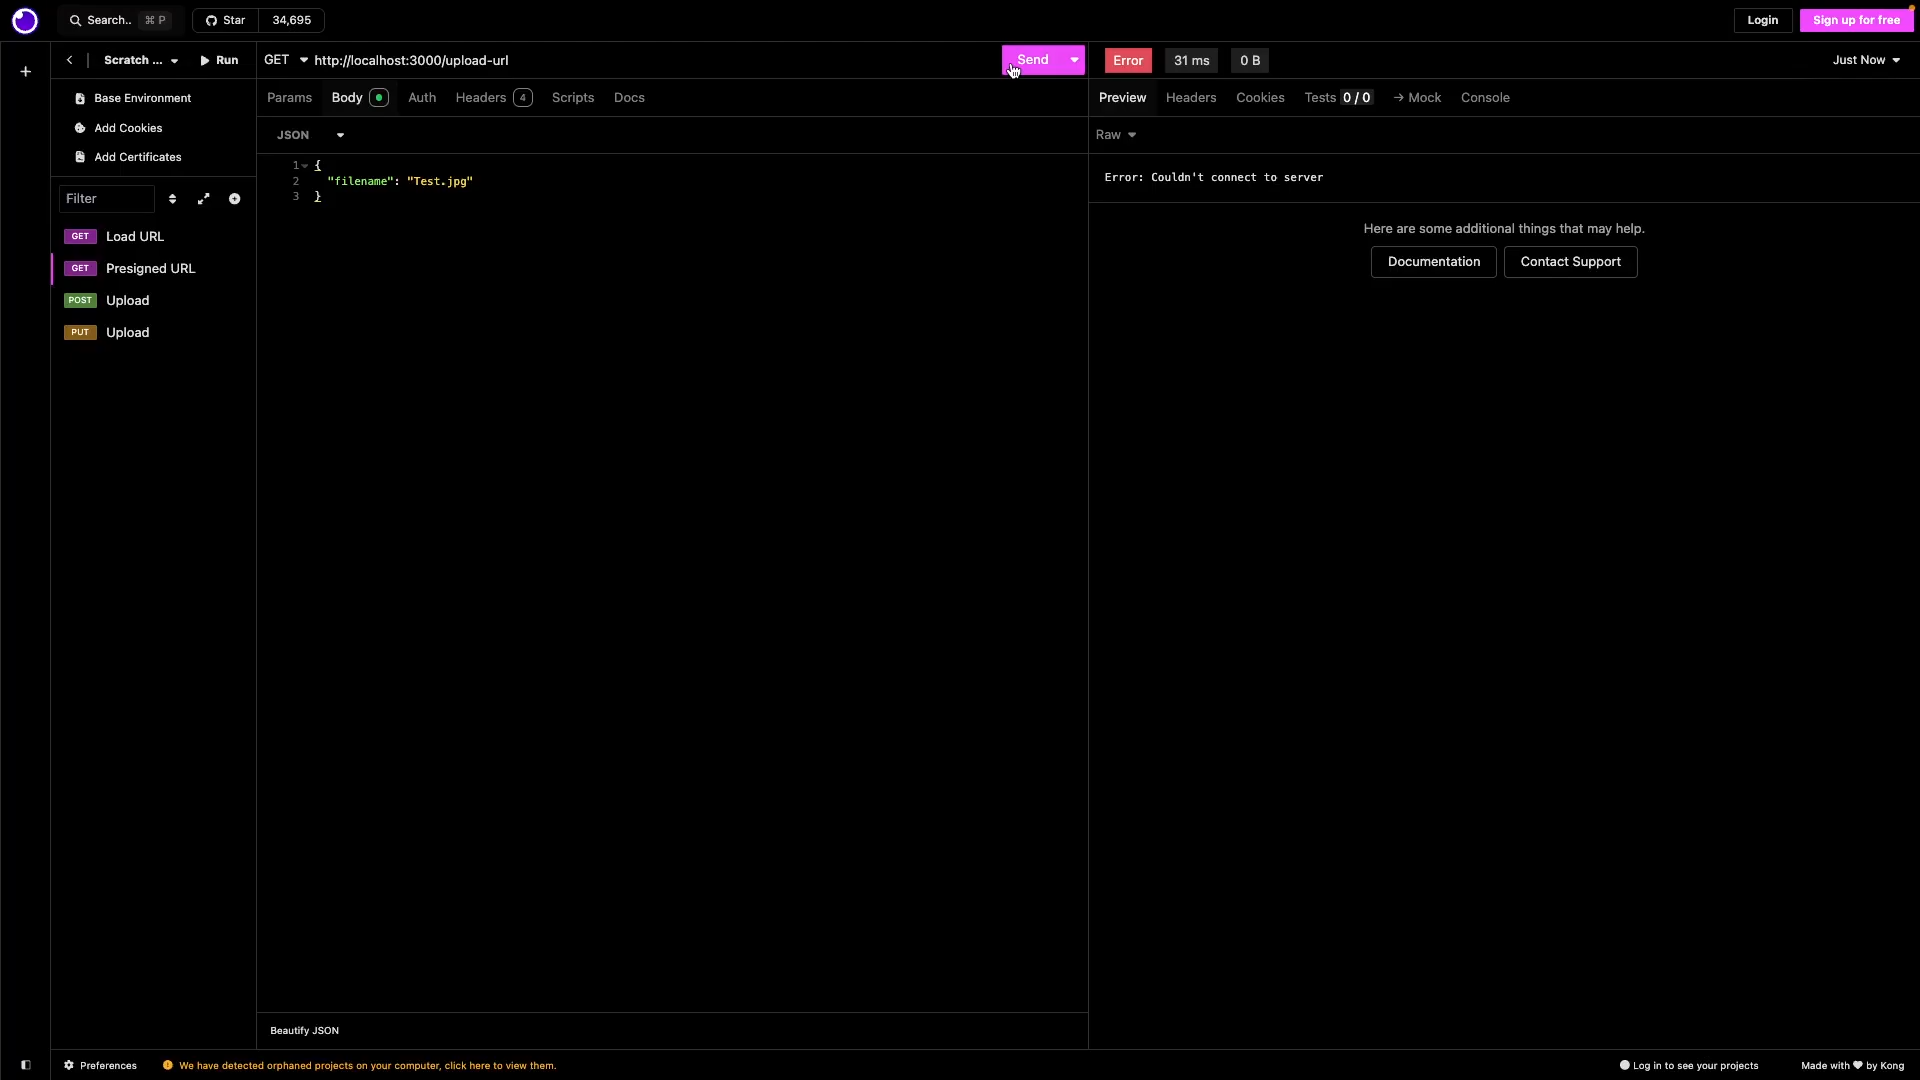 Search.. ⌘ P
Star 34,695
Login
Sign up for free
Scratch ...
Run
GET http://localhost:3000/upload-url
Send
Error 31 ms 0 B
Just Now
Base Environment
Add Cookies
Add Certificates
Filter
GET Load URL
GET Presigned URL
POST Upload
PUT Upload
Params Body Auth Headers 4 Scripts Docs
JSON
1 {
2 "filename": "Test.jpg"
3 }
Beautify JSON
Preview Headers Cookies Tests 0 / 0 → Mock Console
Raw
Error: Couldn't connect to server
Here are some additional things that may help.
Documentation Contact Support
Preferences
We have detected orphaned projects on your computer, click here to view them.
Log in to see your projects
Made with ♥ by Kong